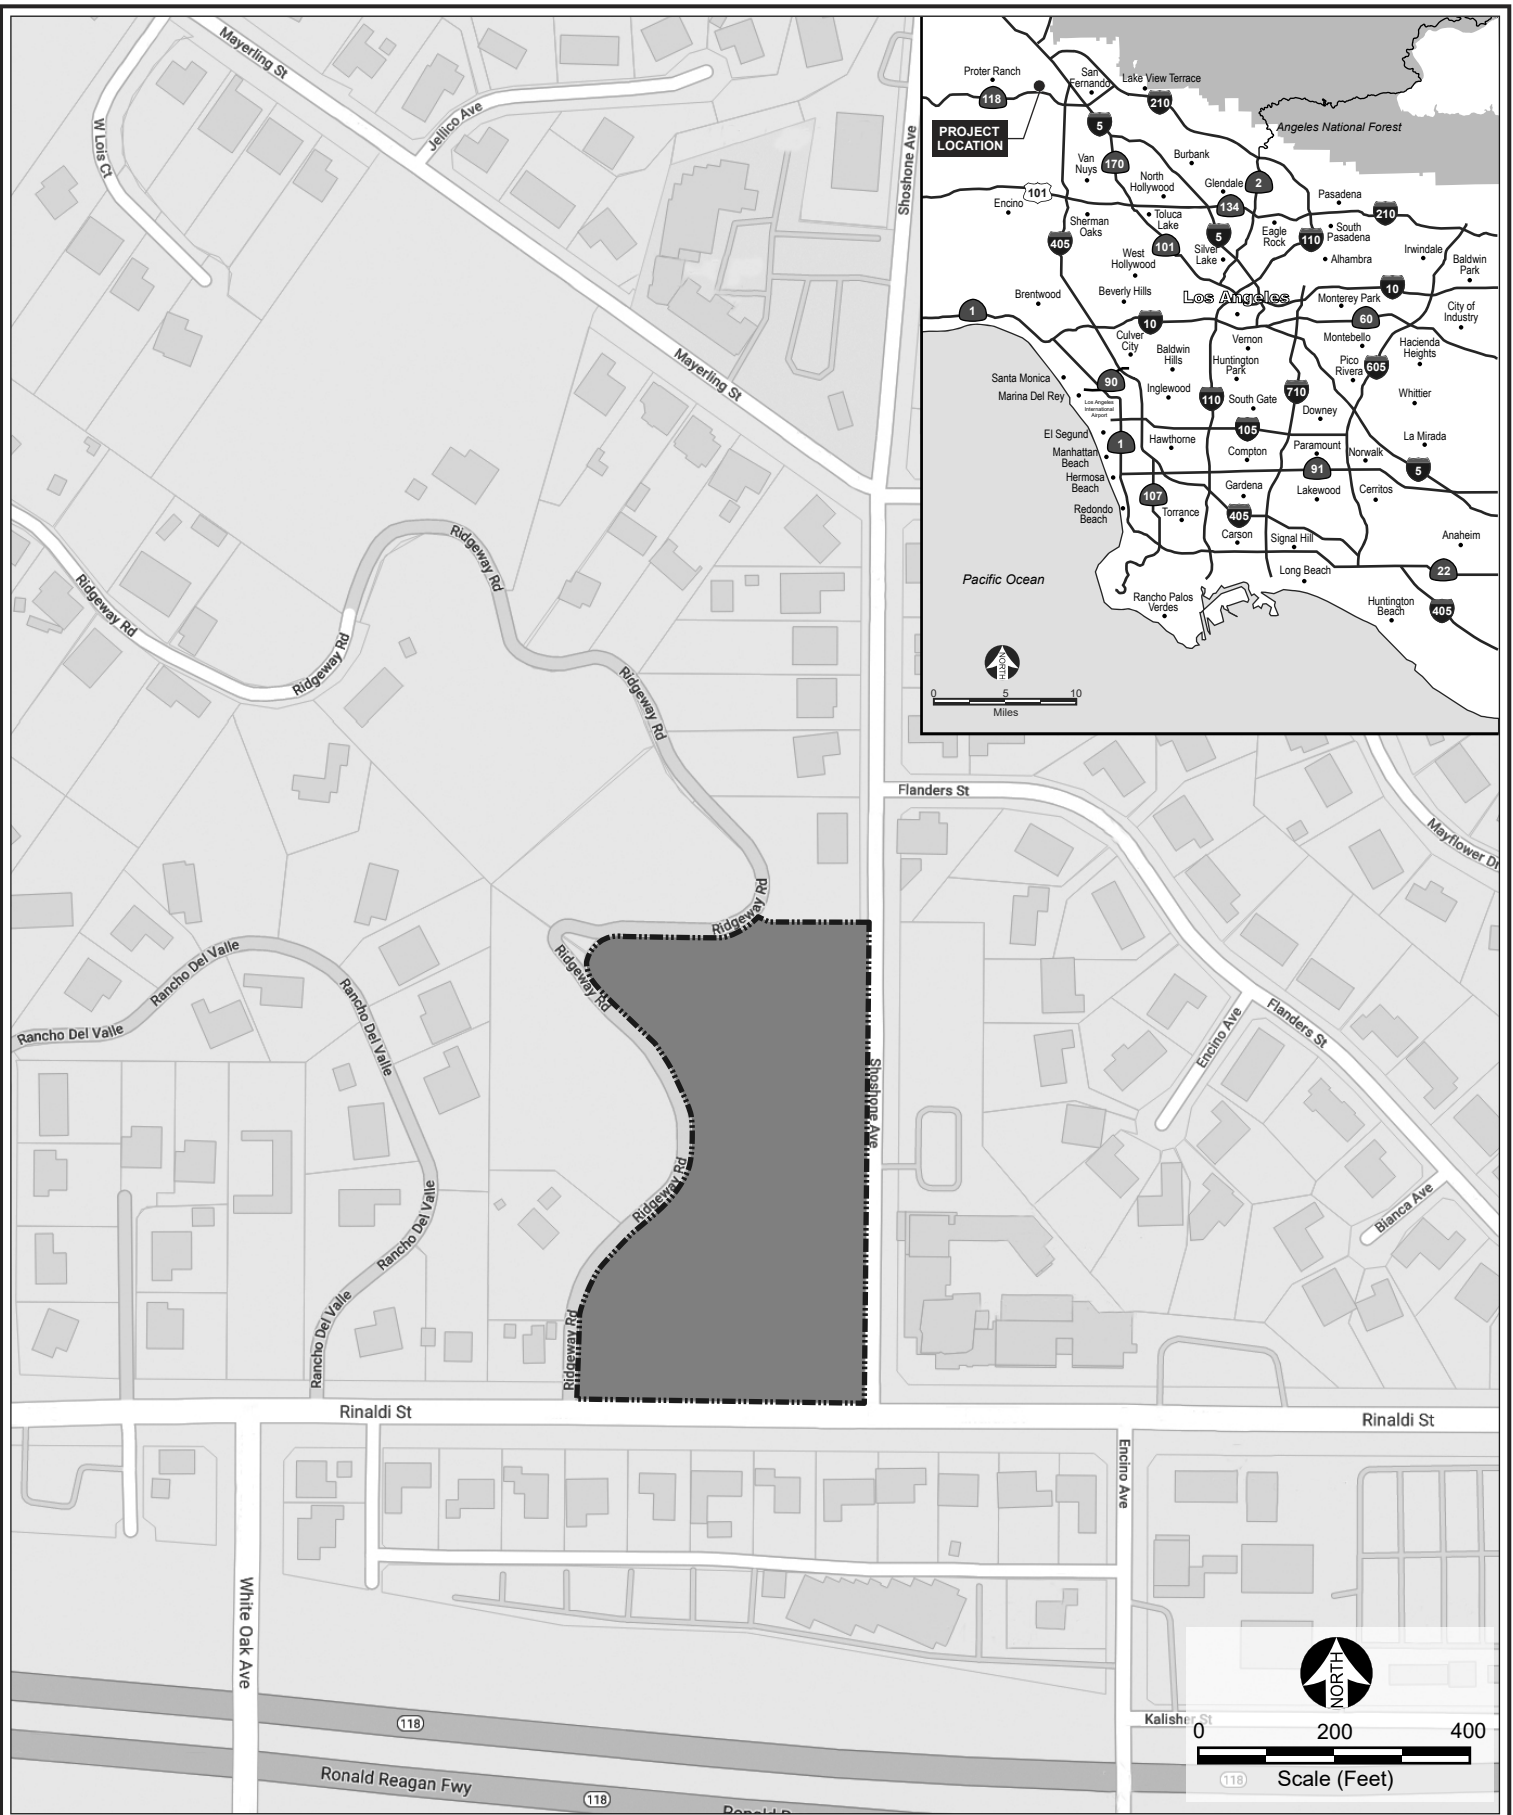 Mayerling St
Jellico Ave
W Lois Ct
Shoshone Ave
Mayerling St
Ridgeway Rd
Ridgeway Rd
Ridgeway Rd
Ridgeway Rd
Flanders St
Mayflower Dr
Ridgeway Rd
Ridgeway Rd
Rancho Del Valle
Rancho Del Valle
Rancho Del Valle
Flanders St
Encino Ave
Shoshone Ave
Ridgeway Rd
Rancho Del Valle
Bianca Ave
Rancho Del Valle
Ridgeway Rd
Rinaldi St
Rinaldi St
Encino Ave
White Oak Ave
Kalisher St
118
Ronald Reagan Fwy
118
118
NORTH
0 200 400
Scale (Feet)
Proter Ranch
San
Fernando
Lake View Terrace
118
210
5
PROJECT
LOCATION
Angeles National Forest
Van
Nuys
170
Burbank
North
Hollywood
Glendale
2
Pasadena
101
Encino
134
210
Sherman
Oaks
Toluca
Lake
405
101
5
Eagle
Rock
110
South
Pasadena
Silver
Lake
West
Hollywood
Alhambra
Irwindale
Baldwin
Park
Brentwood
Beverly Hills
Los Angeles
Monterey Park
10
City of
Industry
1
10
60
Culver
City
Baldwin
Hills
Vernon
Huntington
Park
Montebello
Hacienda
Heights
Pico
Rivera
605
Santa Monica
90
Marina Del Rey
Los Angeles
International
Airport
Inglewood
110
South Gate
710
Downey
Whittier
El Segund
1
Hawthorne
105
Compton
Paramount
Norwalk
La Mirada
Manhattan
Beach
91
5
Hermosa
Beach
107
Gardena
Lakewood
Cerritos
Redondo
Beach
Torrance
405
Carson
Signal Hill
Anaheim
Pacific Ocean
Long Beach
22
Rancho Palos
Verdes
Huntington
Beach
405
NORTH
0 5 10
Miles